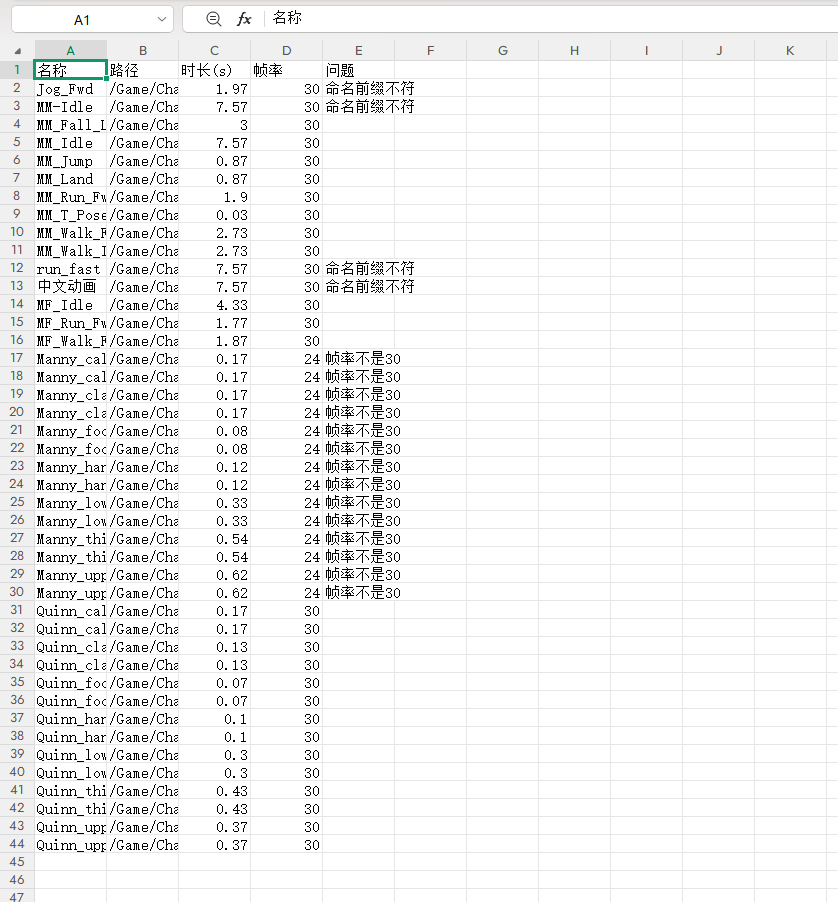 A1 fx 名称
A B C D E F G H I J K
1 名称 路径 时长(s) 帧率 问题
2 Jog_Fwd /Game/Cha 1.97 30 命名前缀不符
3 MM-Idle /Game/Cha 7.57 30 命名前缀不符
4 MM_Fall_L /Game/Cha 3 30
5 MM_Idle /Game/Cha 7.57 30
6 MM_Jump /Game/Cha 0.87 30
7 MM_Land /Game/Cha 0.87 30
8 MM_Run_Fw /Game/Cha 1.9 30
9 MM_T_Pose /Game/Cha 0.03 30
10 MM_Walk_F /Game/Cha 2.73 30
11 MM_Walk_I /Game/Cha 2.73 30
12 run_fast /Game/Cha 7.57 30 命名前缀不符
13 中文动画 /Game/Cha 7.57 30 命名前缀不符
14 MF_Idle /Game/Cha 4.33 30
15 MF_Run_Fw /Game/Cha 1.77 30
16 MF_Walk_F /Game/Cha 1.87 30
17 Manny_cal /Game/Cha 0.17 24 帧率不是30
18 Manny_cal /Game/Cha 0.17 24 帧率不是30
19 Manny_cla /Game/Cha 0.17 24 帧率不是30
20 Manny_cla /Game/Cha 0.17 24 帧率不是30
21 Manny_foo /Game/Cha 0.08 24 帧率不是30
22 Manny_foo /Game/Cha 0.08 24 帧率不是30
23 Manny_han /Game/Cha 0.12 24 帧率不是30
24 Manny_han /Game/Cha 0.12 24 帧率不是30
25 Manny_low /Game/Cha 0.33 24 帧率不是30
26 Manny_low /Game/Cha 0.33 24 帧率不是30
27 Manny_thi /Game/Cha 0.54 24 帧率不是30
28 Manny_thi /Game/Cha 0.54 24 帧率不是30
29 Manny_upp /Game/Cha 0.62 24 帧率不是30
30 Manny_upp /Game/Cha 0.62 24 帧率不是30
31 Quinn_cal /Game/Cha 0.17 30
32 Quinn_cal /Game/Cha 0.17 30
33 Quinn_cla /Game/Cha 0.13 30
34 Quinn_cla /Game/Cha 0.13 30
35 Quinn_foo /Game/Cha 0.07 30
36 Quinn_foo /Game/Cha 0.07 30
37 Quinn_han /Game/Cha 0.1 30
38 Quinn_han /Game/Cha 0.1 30
39 Quinn_low /Game/Cha 0.3 30
40 Quinn_low /Game/Cha 0.3 30
41 Quinn_thi /Game/Cha 0.43 30
42 Quinn_thi /Game/Cha 0.43 30
43 Quinn_upp /Game/Cha 0.37 30
44 Quinn_upp /Game/Cha 0.37 30
45
46
47